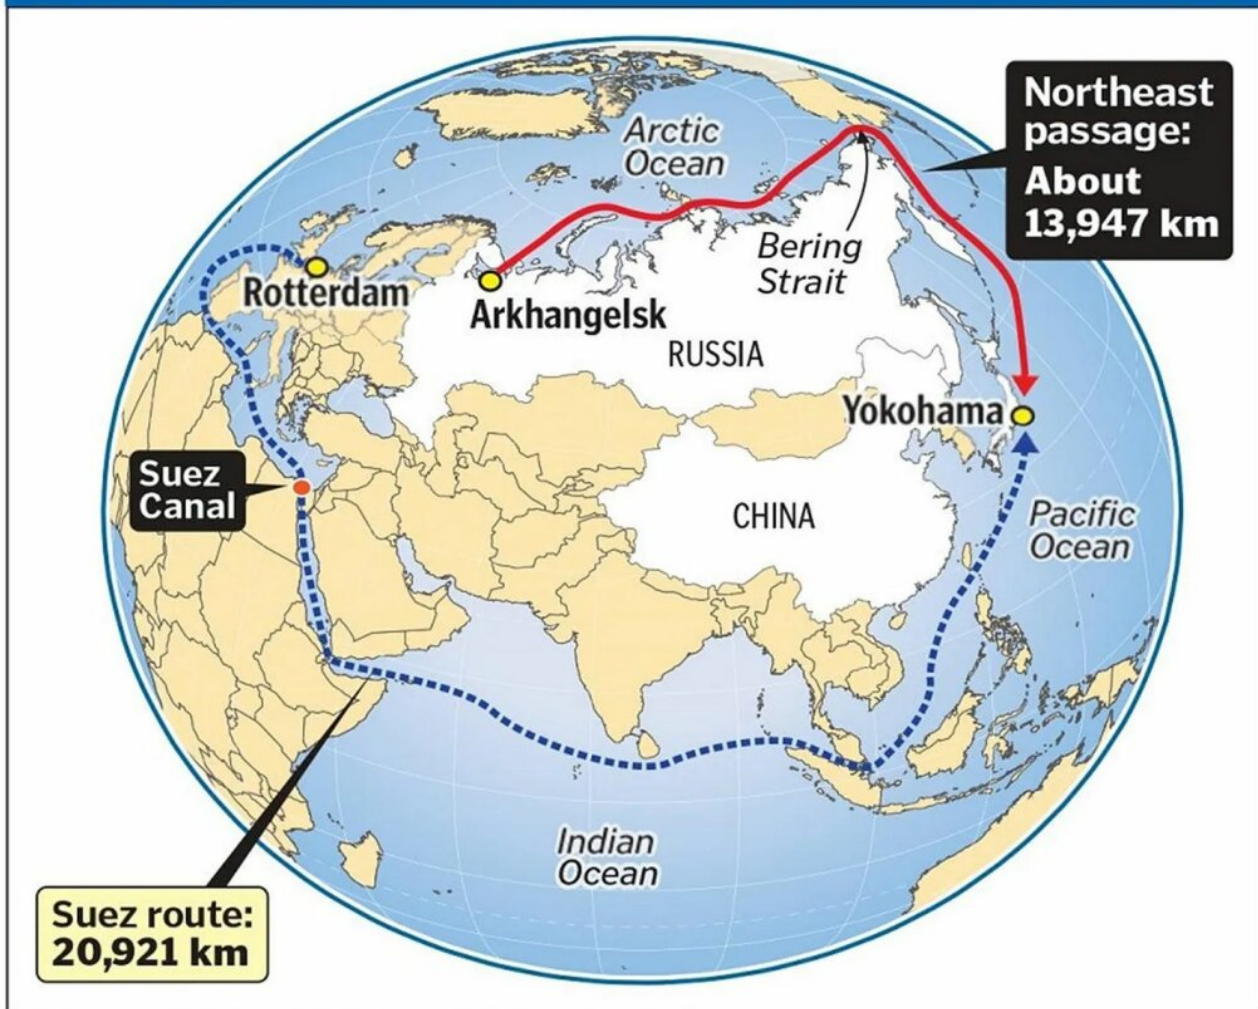 Northeast
passage:
About
13,947 km
Arctic
Ocean
Bering
Strait
Rotterdam
Arkhangelsk
RUSSIA
Yokohama
Suez
Canal
CHINA
Pacific
Ocean
Indian
Ocean
Suez route:
20,921 km